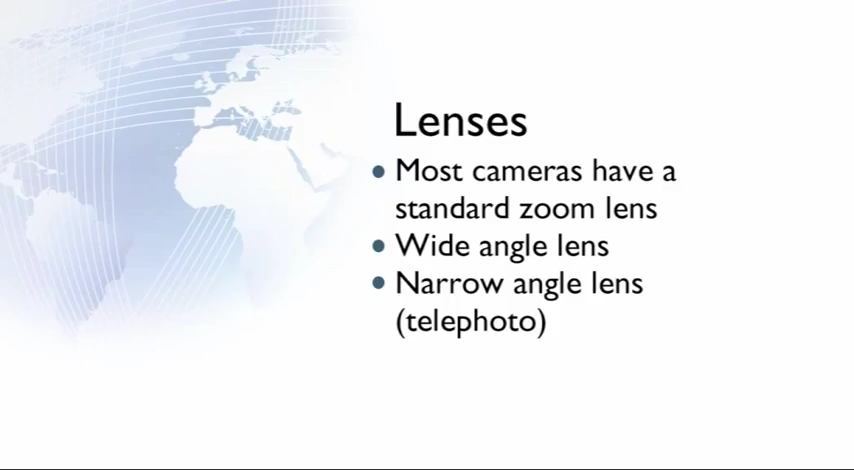 Lenses
• Most cameras have a
standard zoom lens
• Wide angle lens
• Narrow angle lens
(telephoto)